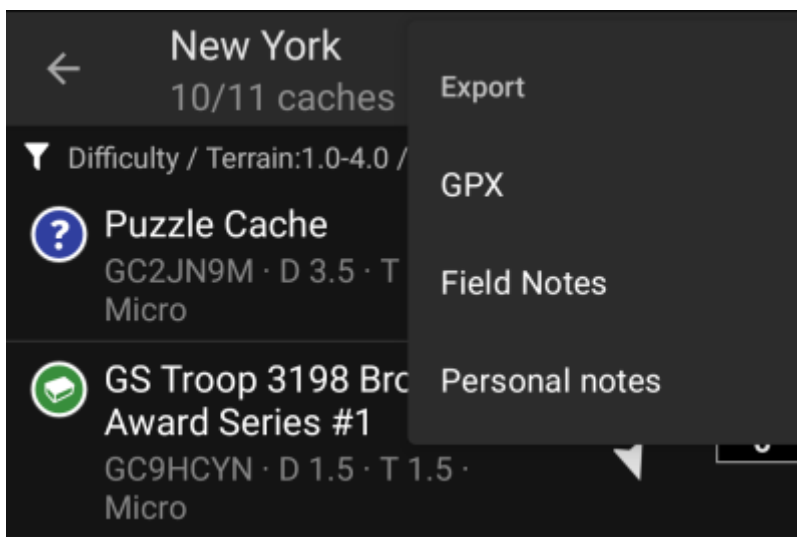 New York
10/11 caches
Difficulty / Terrain:1.0-4.0 /
?
Puzzle Cache
GC2JN9M · D 3.5 · T
Micro
GS Troop 3198 Bro
Award Series #1
GC9HCYN · D 1.5 · T 1.5 ·
Micro
Export
GPX
Field Notes
Personal notes